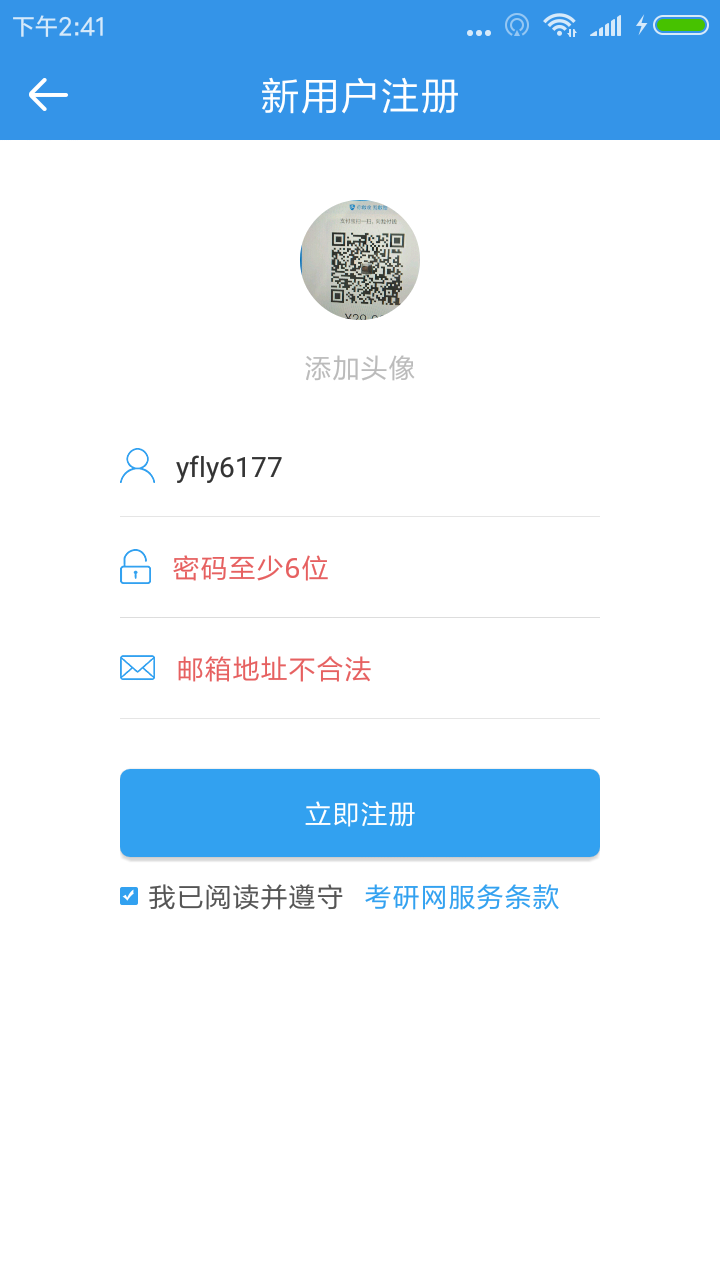 下午2:41
新用户注册
添加头像
yfly6177
密码至少6位
邮箱地址不合法
立即注册
我已阅读并遵守 考研网服务条款